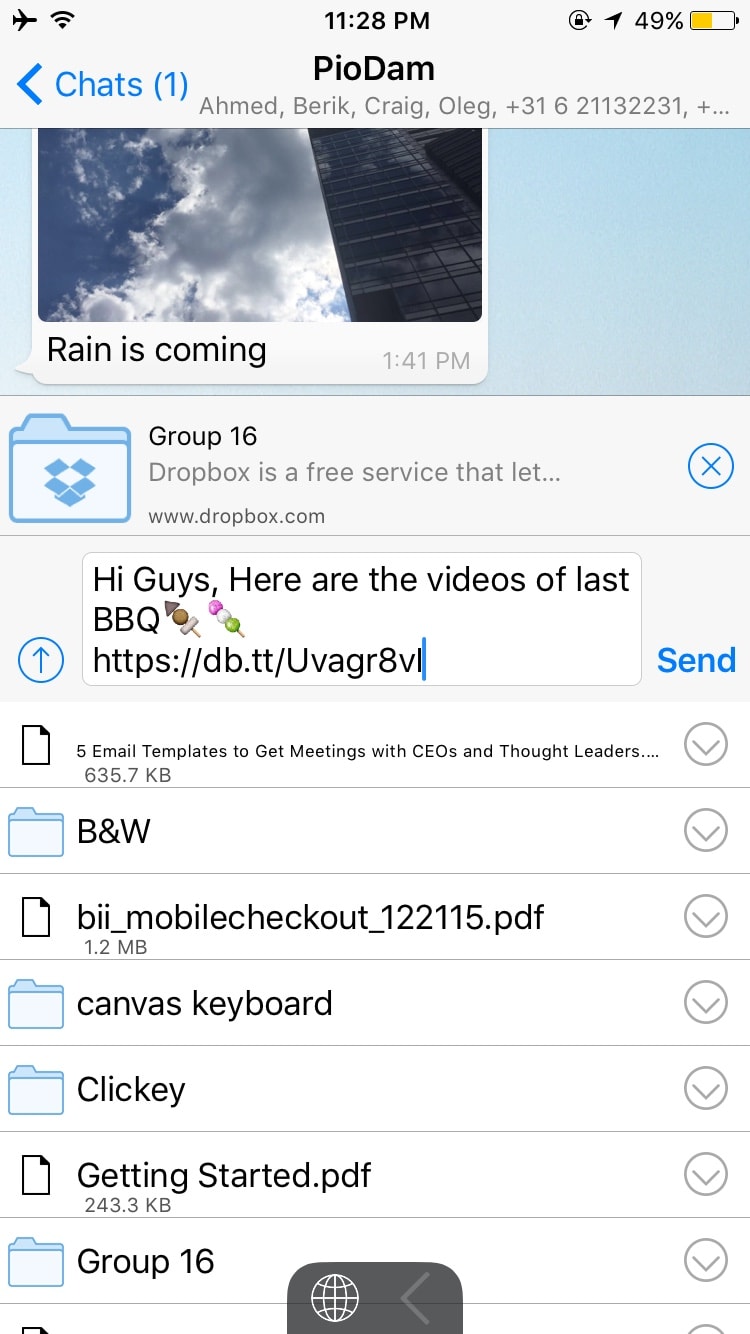 11:28 PM
49%
Chats (1)
PioDam
Ahmed, Berik, Craig, Oleg, +31 6 21132231, +...
Rain is coming
1:41 PM
Group 16
Dropbox is a free service that let...
www.dropbox.com
Hi Guys, Here are the videos of last
BBQ
https://db.tt/Uvagr8vI
Send
5 Email Templates to Get Meetings with CEOs and Thought Leaders....
635.7 KB
B&W
bii_mobilecheckout_122115.pdf
1.2 MB
canvas keyboard
Clickey
Getting Started.pdf
243.3 KB
Group 16